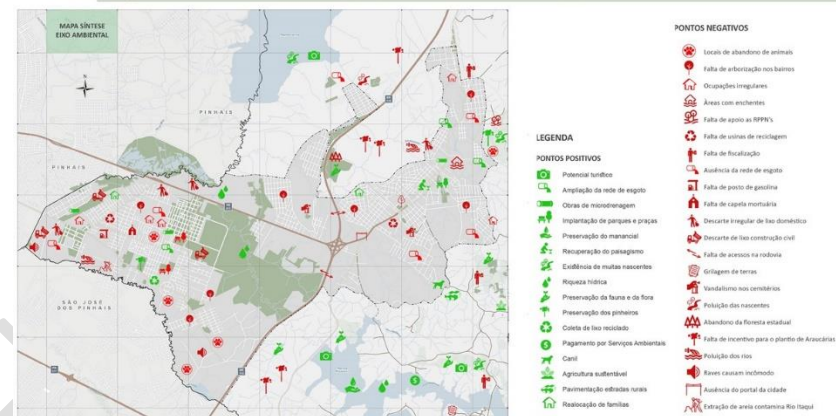 MAPA SÍNTESE
EIXO AMBIENTAL
N
PINHAIS
PINHAIS
SÃO JOSÉ
DOS PINHAIS
LEGENDA
PONTOS POSITIVOS
Potencial turístico
Ampliação da rede de esgoto
Obras de microdrenagem
Implantação de parques e praças
Preservação do manancial
Recuperação do paisagismo
Existência de muitas nascentes
Riqueza hídrica
Preservação da fauna e da flora
Preservação dos pinheiros
Coleta de lixo reciclado
Pagamento por Serviços Ambientais
Canil
Agricultura sustentável
Pavimentação estradas rurais
Realocação de famílias
PONTOS NEGATIVOS
Locais de abandono de animais
Falta de arborização nos bairros
Ocupações irregulares
Áreas com enchentes
Falta de apoio as RPPN's
Falta de usinas de reciclagem
Falta de fiscalização
Ausência da rede de esgoto
Falta de posto de gasolina
Falta de capela mortuária
Descarte irregular de lixo doméstico
Descarte de lixo construção civil
Falta de acessos na rodovia
Grilagem de terras
Vandalismo nos cemitérios
Poluição das nascentes
Abandono da floresta estadual
Falta de incentivo para o plantio de Araucárias
Poluição dos rios
Raves causam incômodo
Ausência do portal da cidade
Extração de areia contamina Rio Itaqui